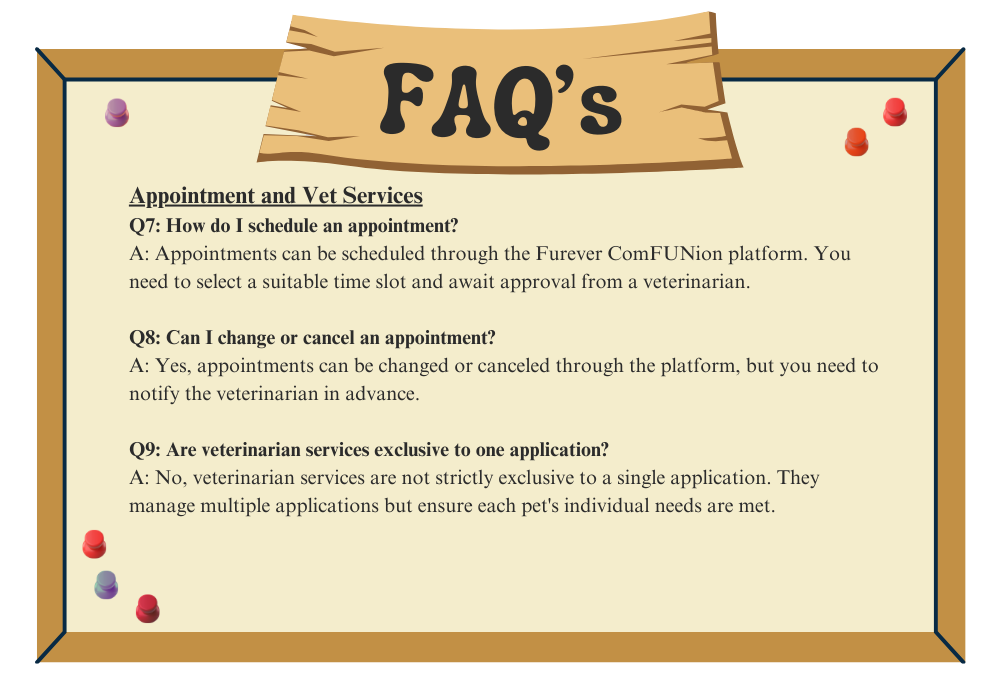 FAQ's
Appointment and Vet Services
Q7: How do I schedule an appointment?
A: Appointments can be scheduled through the Furever ComFUNion platform. You
need to select a suitable time slot and await approval from a veterinarian.
Q8: Can I change or cancel an appointment?
A: Yes, appointments can be changed or canceled through the platform, but you need to
notify the veterinarian in advance.
Q9: Are veterinarian services exclusive to one application?
A: No, veterinarian services are not strictly exclusive to a single application. They
manage multiple applications but ensure each pet's individual needs are met.